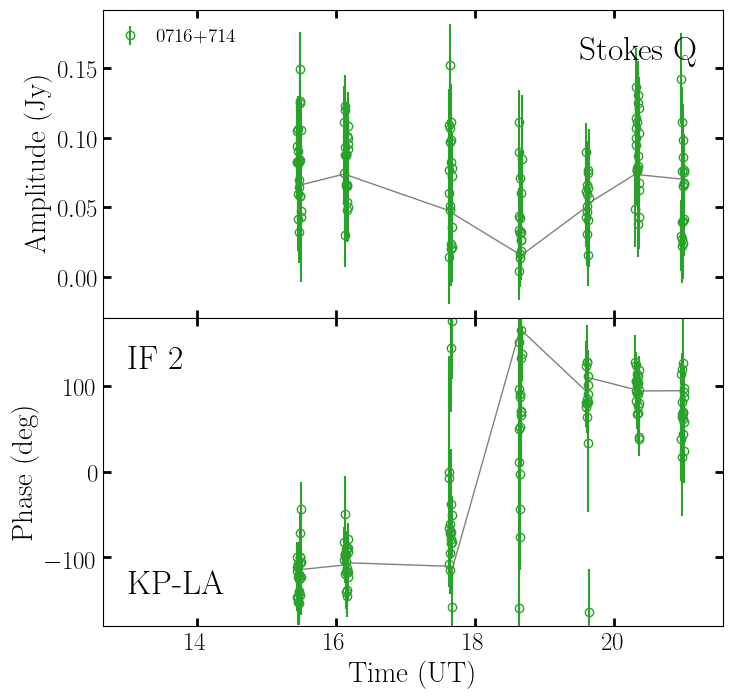 0716+714
Stokes Q
0.15
0.10
0.05
0.00
Amplitude (Jy)
IF 2
100
0
−100
Phase (deg)
KP-LA
14 16 18 20
Time (UT)